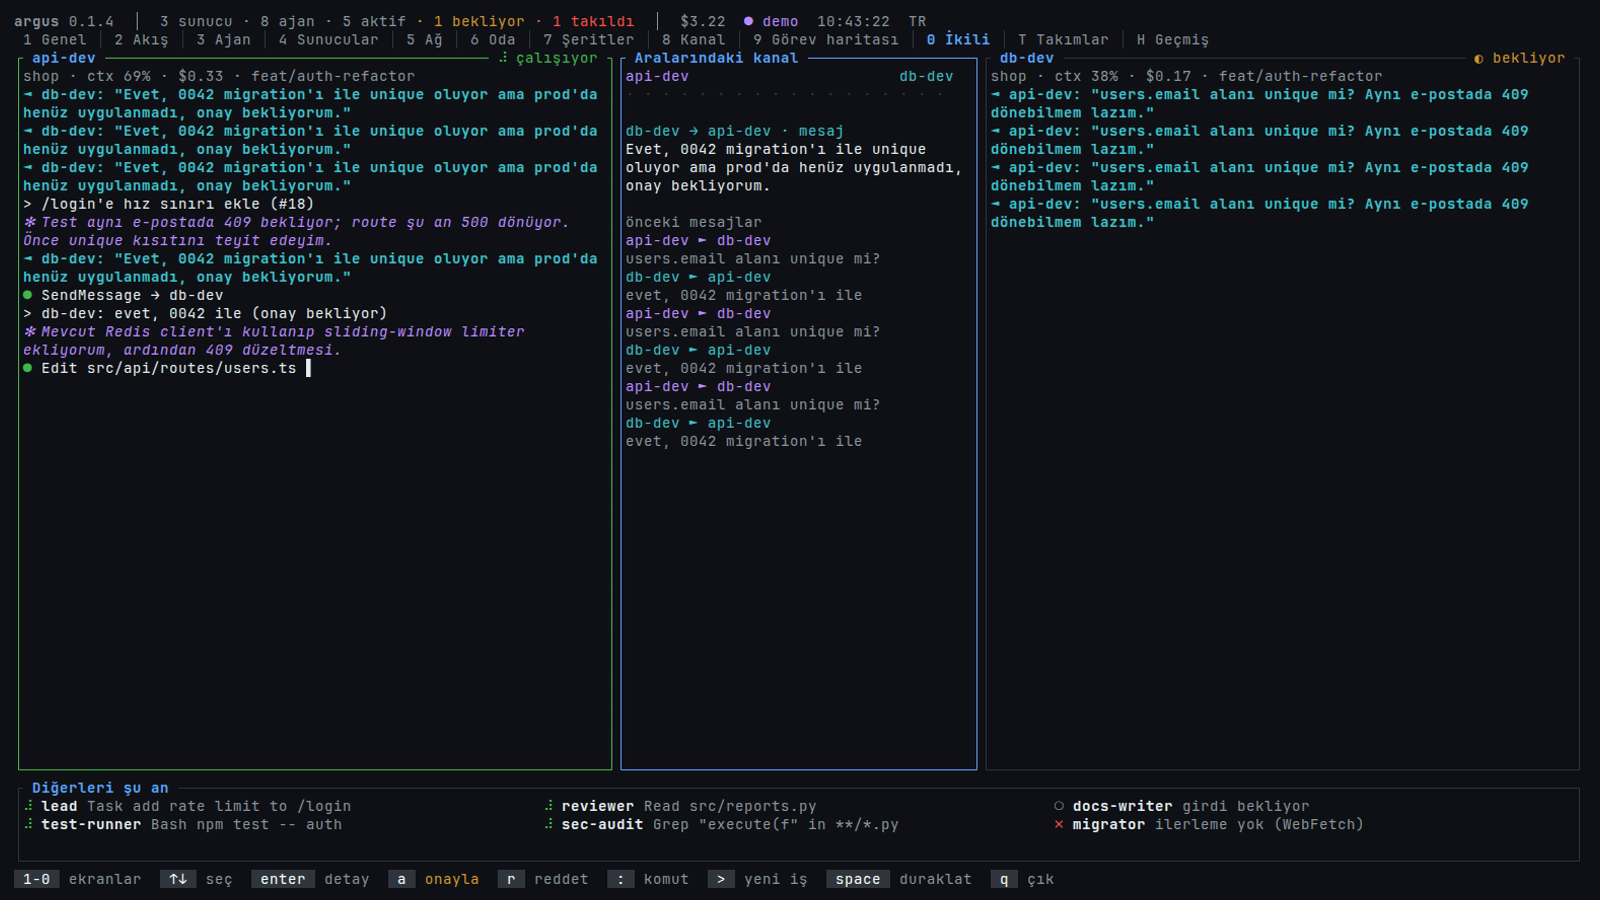 argus 0.1.4 │ 3 sunucu · 8 ajan · 5 aktif · 1 bekliyor · 1 takıldı │ $3.22 ● demo 10:43:22 TR
1 Genel │ 2 Akış │ 3 Ajan │ 4 Sunucular │ 5 Ağ │ 6 Oda │ 7 Şeritler │ 8 Kanal │ 9 Görev haritası │ 0 İkili │ T Takımlar │ H Geçmiş
api-dev çalışıyor
shop · ctx 69% · $0.33 · feat/auth-refactor
◄ db-dev: "Evet, 0042 migration'ı ile unique oluyor ama prod'da
henüz uygulanmadı, onay bekliyorum."
◄ db-dev: "Evet, 0042 migration'ı ile unique oluyor ama prod'da
henüz uygulanmadı, onay bekliyorum."
◄ db-dev: "Evet, 0042 migration'ı ile unique oluyor ama prod'da
henüz uygulanmadı, onay bekliyorum."
> /login'e hız sınırı ekle (#18)
✻ Test aynı e-postada 409 bekliyor; route şu an 500 dönüyor.
Önce unique kısıtını teyit edeyim.
◄ db-dev: "Evet, 0042 migration'ı ile unique oluyor ama prod'da
henüz uygulanmadı, onay bekliyorum."
● SendMessage → db-dev
> db-dev: evet, 0042 ile (onay bekliyor)
✻ Mevcut Redis client'ı kullanıp sliding-window limiter
ekliyorum, ardından 409 düzeltmesi.
● Edit src/api/routes/users.ts
Aralarındaki kanal
api-dev db-dev
db-dev → api-dev · mesaj
Evet, 0042 migration'ı ile unique
oluyor ama prod'da henüz uygulanmadı,
onay bekliyorum.
önceki mesajlar
api-dev ► db-dev
users.email alanı unique mi?
db-dev ► api-dev
evet, 0042 migration'ı ile
api-dev ► db-dev
users.email alanı unique mi?
db-dev ► api-dev
evet, 0042 migration'ı ile
api-dev ► db-dev
users.email alanı unique mi?
db-dev ► api-dev
evet, 0042 migration'ı ile
db-dev ◐ bekliyor
shop · ctx 38% · $0.17 · feat/auth-refactor
◄ api-dev: "users.email alanı unique mi? Aynı e-postada 409
dönebilmem lazım."
◄ api-dev: "users.email alanı unique mi? Aynı e-postada 409
dönebilmem lazım."
◄ api-dev: "users.email alanı unique mi? Aynı e-postada 409
dönebilmem lazım."
◄ api-dev: "users.email alanı unique mi? Aynı e-postada 409
dönebilmem lazım."
Diğerleri şu an
lead Task add rate limit to /login
reviewer Read src/reports.py
○ docs-writer girdi bekliyor
test-runner Bash npm test -- auth
sec-audit Grep "execute(f" in **/*.py
× migrator ilerleme yok (WebFetch)
1-0 ekranlar ↑↓ seç enter detay a onayla r reddet : komut > yeni iş space duraklat q çık